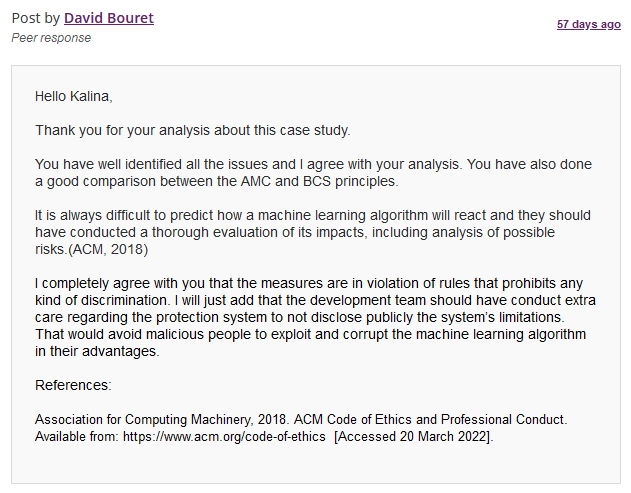 Post by David Bouret
57 days ago
Peer response
Hello Kalina,
Thank you for your analysis about this case study.
You have well identified all the issues and I agree with your analysis. You have also done
a good comparison between the AMC and BCS principles.
It is always difficult to predict how a machine learning algorithm will react and they should
have conducted a thorough evaluation of its impacts, including analysis of possible
risks.(ACM, 2018)
I completely agree with you that the measures are in violation of rules that prohibits any
kind of discrimination. I will just add that the development team should have conduct extra
care regarding the protection system to not disclose publicly the system's limitations.
That would avoid malicious people to exploit and corrupt the machine learning algorithm
in their advantages.
References:
Association for Computing Machinery, 2018. ACM Code of Ethics and Professional Conduct.
Available from: https://www.acm.org/code-of-ethics  [Accessed 20 March 2022].